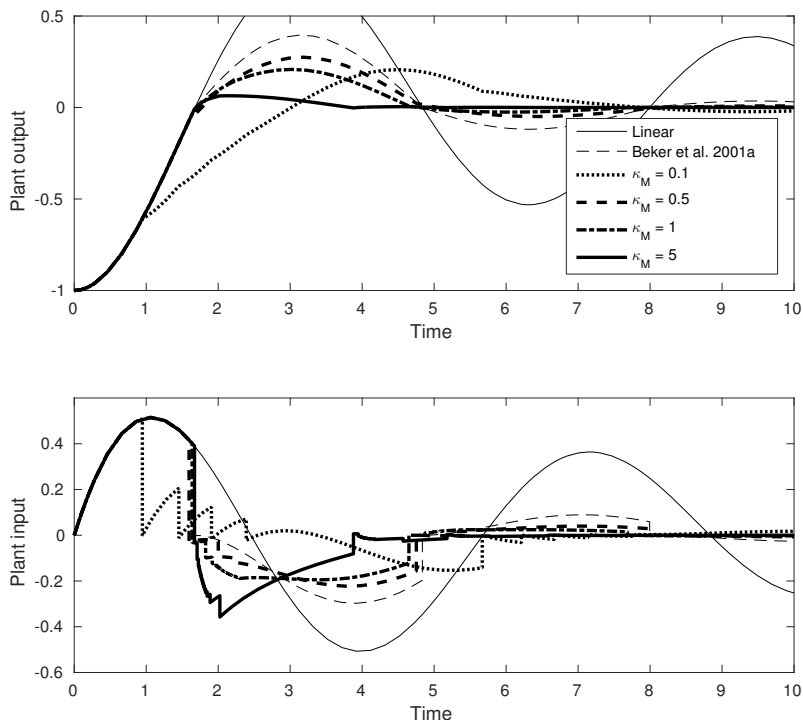 0.5
0
-0.5
-1
Plant output
0 1 2 3 4 5 6 7 8 9 10
Time
Linear
Beker et al. 2001a
κM = 0.1
κM = 0.5
κM = 1
κM = 5
0.4
0.2
0
-0.2
-0.4
-0.6
Plant input
0 1 2 3 4 5 6 7 8 9 10
Time